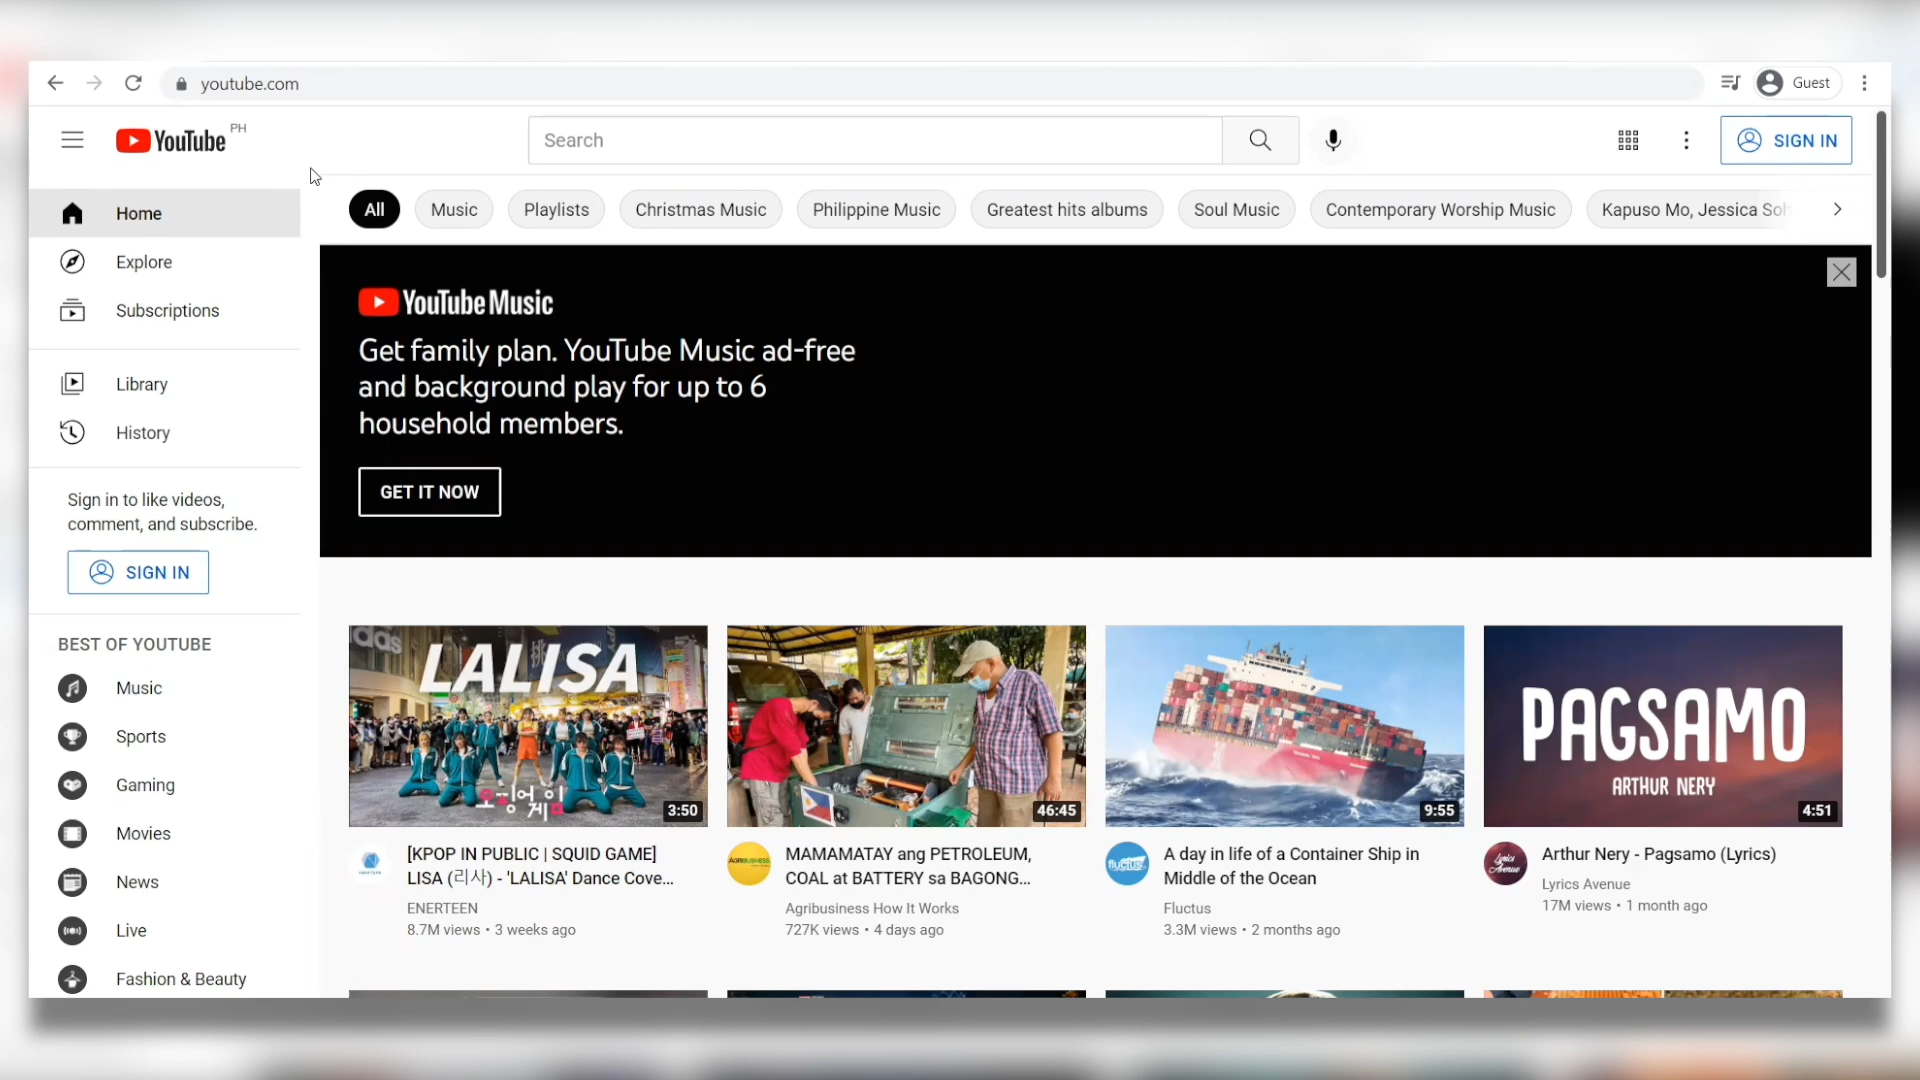 youtube.com
Guest
YouTube PH
Search
SIGN IN
Home
Explore
Subscriptions
Library
History
Sign in to like videos,
comment, and subscribe.
SIGN IN
BEST OF YOUTUBE
Music
Sports
Gaming
Movies
News
Live
Fashion & Beauty
All
Music
Playlists
Christmas Music
Philippine Music
Greatest hits albums
Soul Music
Contemporary Worship Music
Kapuso Mo, Jessica Soh
YouTube Music
Get family plan. YouTube Music ad-free
and background play for up to 6
household members.
GET IT NOW
das
LALISA
3:50
[KPOP IN PUBLIC | SQUID GAME]
LISA (리사) - 'LALISA' Dance Cove...
ENERTEEN
8.7M views • 3 weeks ago
46:45
AGRIBUSINESS
MAMAMATAY ang PETROLEUM,
COAL at BATTERY sa BAGONG...
Agribusiness How It Works
727K views • 4 days ago
9:55
fluctus
A day in life of a Container Ship in
Middle of the Ocean
Fluctus
3.3M views • 2 months ago
PAGSAMO
ARTHUR NERY
4:51
Lyrics
Avenue
Arthur Nery - Pagsamo (Lyrics)
Lyrics Avenue
17M views • 1 month ago